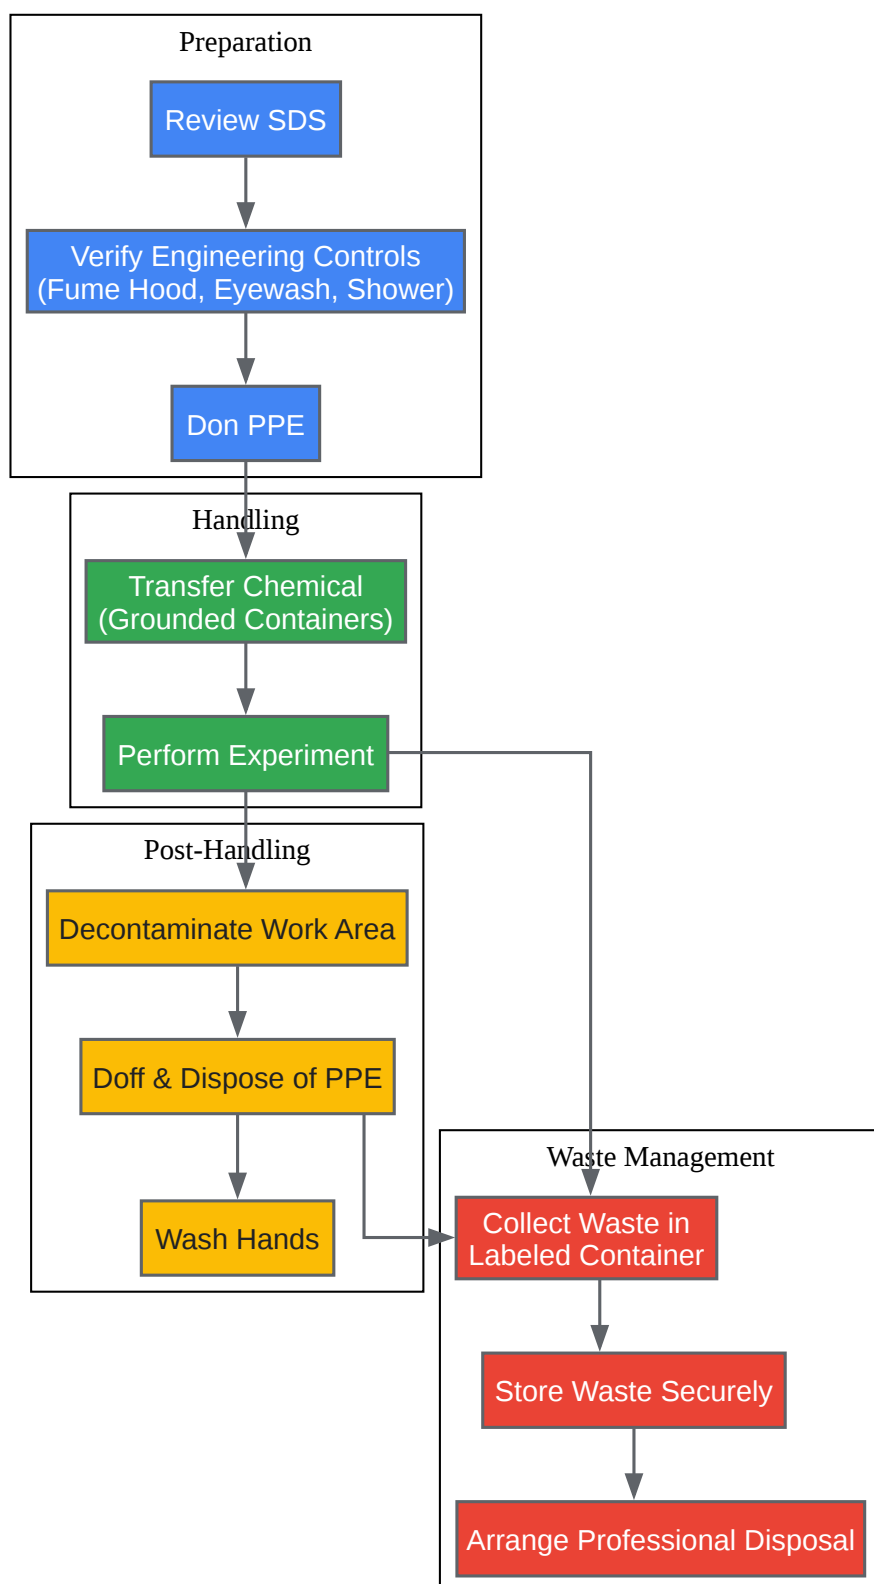 Preparation
Review SDS
Verify Engineering Controls
(Fume Hood, Eyewash, Shower)
Don PPE
Handling
Transfer Chemical
(Grounded Containers)
Perform Experiment
Post-Handling
Decontaminate Work Area
Doff & Dispose of PPE
Wash Hands
Waste Management
Collect Waste in
Labeled Container
Store Waste Securely
Arrange Professional Disposal